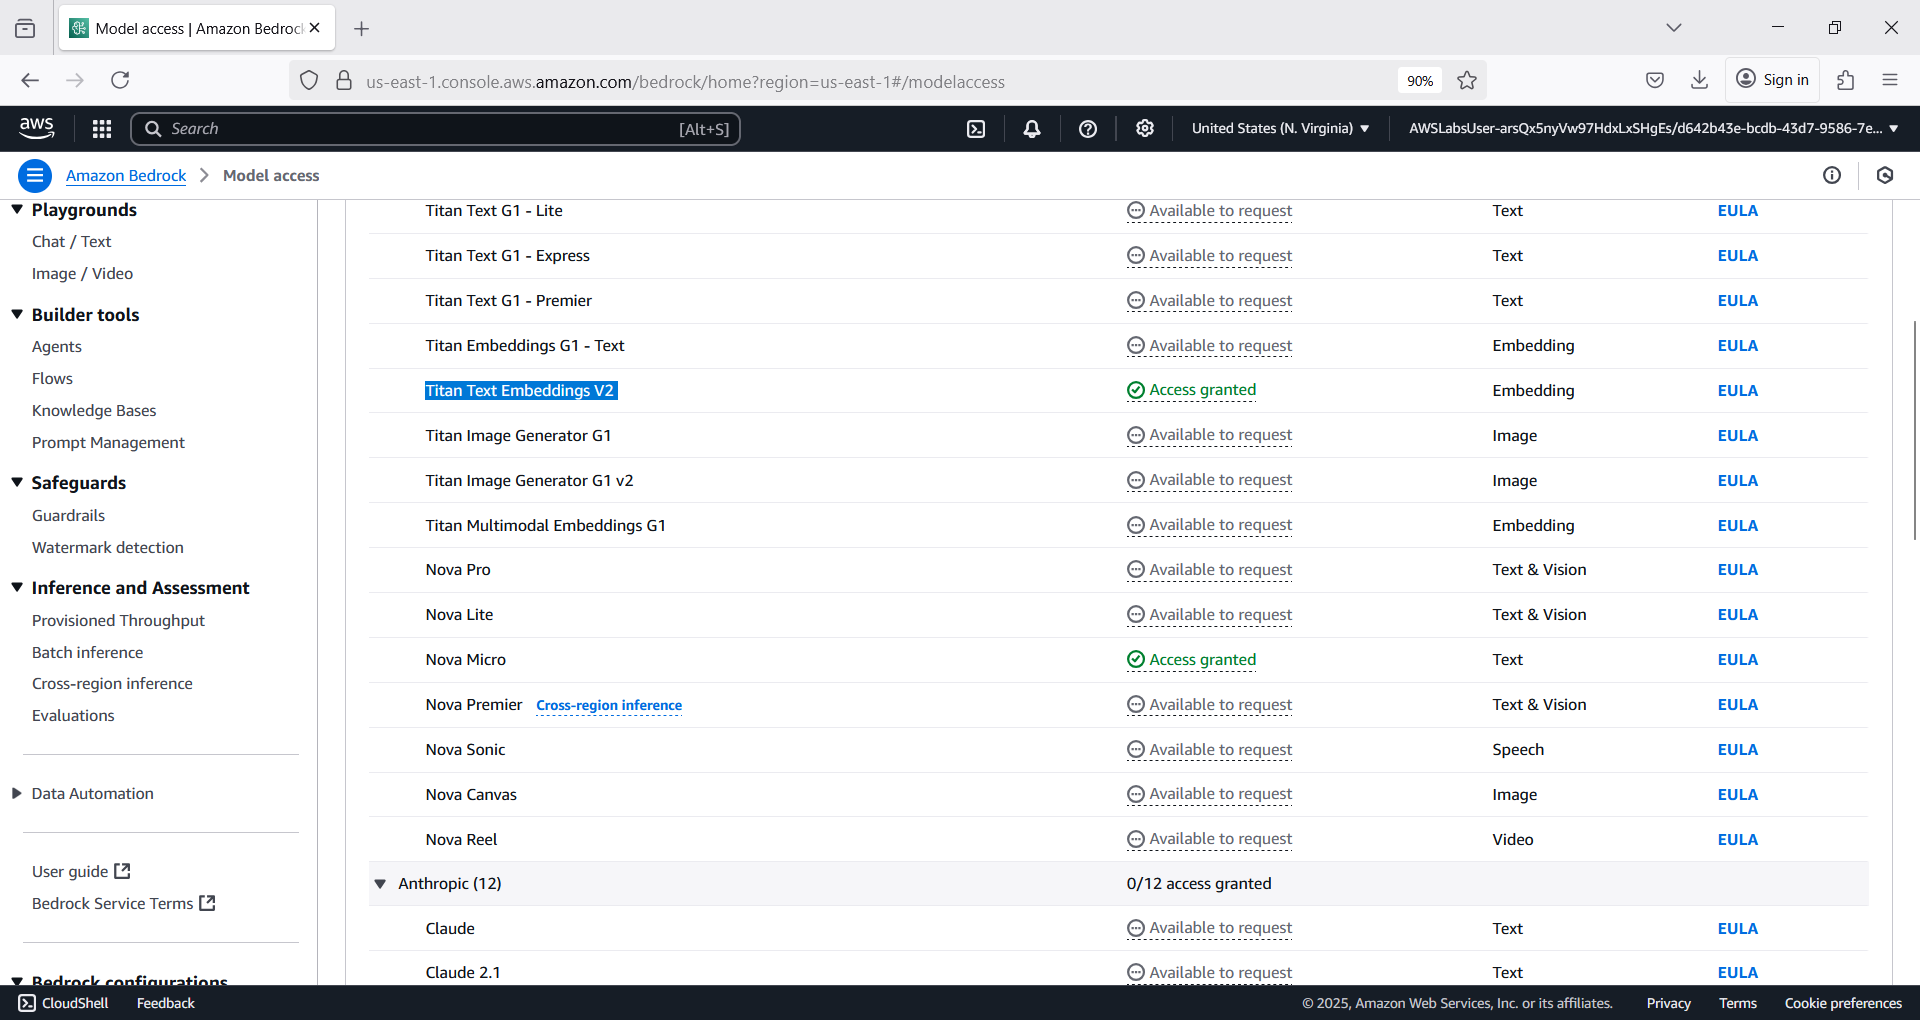 Model access | Amazon Bedroc
us-east-1.console.aws.amazon.com/bedrock/home?region=us-east-1#/modelaccess
90%
Sign in
aws
Search
[Alt+S]
United States (N. Virginia)
AWSLabsUser-arsQx5nyVw97HdxLxSHgEs/d642b43e-bcdb-43d7-9586-7e...
Amazon Bedrock
Model access
Playgrounds
Chat / Text
Image / Video
Builder tools
Agents
Flows
Knowledge Bases
Prompt Management
Safeguards
Guardrails
Watermark detection
Inference and Assessment
Provisioned Throughput
Batch inference
Cross-region inference
Evaluations
Data Automation
User guide
Bedrock Service Terms
Bedrock configurations
Titan Text G1 - Lite Available to request Text EULA
Titan Text G1 - Express Available to request Text EULA
Titan Text G1 - Premier Available to request Text EULA
Titan Embeddings G1 - Text Available to request Embedding EULA
Titan Text Embeddings V2 Access granted Embedding EULA
Titan Image Generator G1 Available to request Image EULA
Titan Image Generator G1 v2 Available to request Image EULA
Titan Multimodal Embeddings G1 Available to request Embedding EULA
Nova Pro Available to request Text & Vision EULA
Nova Lite Available to request Text & Vision EULA
Nova Micro Access granted Text EULA
Nova Premier Cross-region inference Available to request Text & Vision EULA
Nova Sonic Available to request Speech EULA
Nova Canvas Available to request Image EULA
Nova Reel Available to request Video EULA
Anthropic (12) 0/12 access granted
Claude Available to request Text EULA
Claude 2.1 Available to request Text EULA
CloudShell
Feedback
© 2025, Amazon Web Services, Inc. or its affiliates.
Privacy
Terms
Cookie preferences